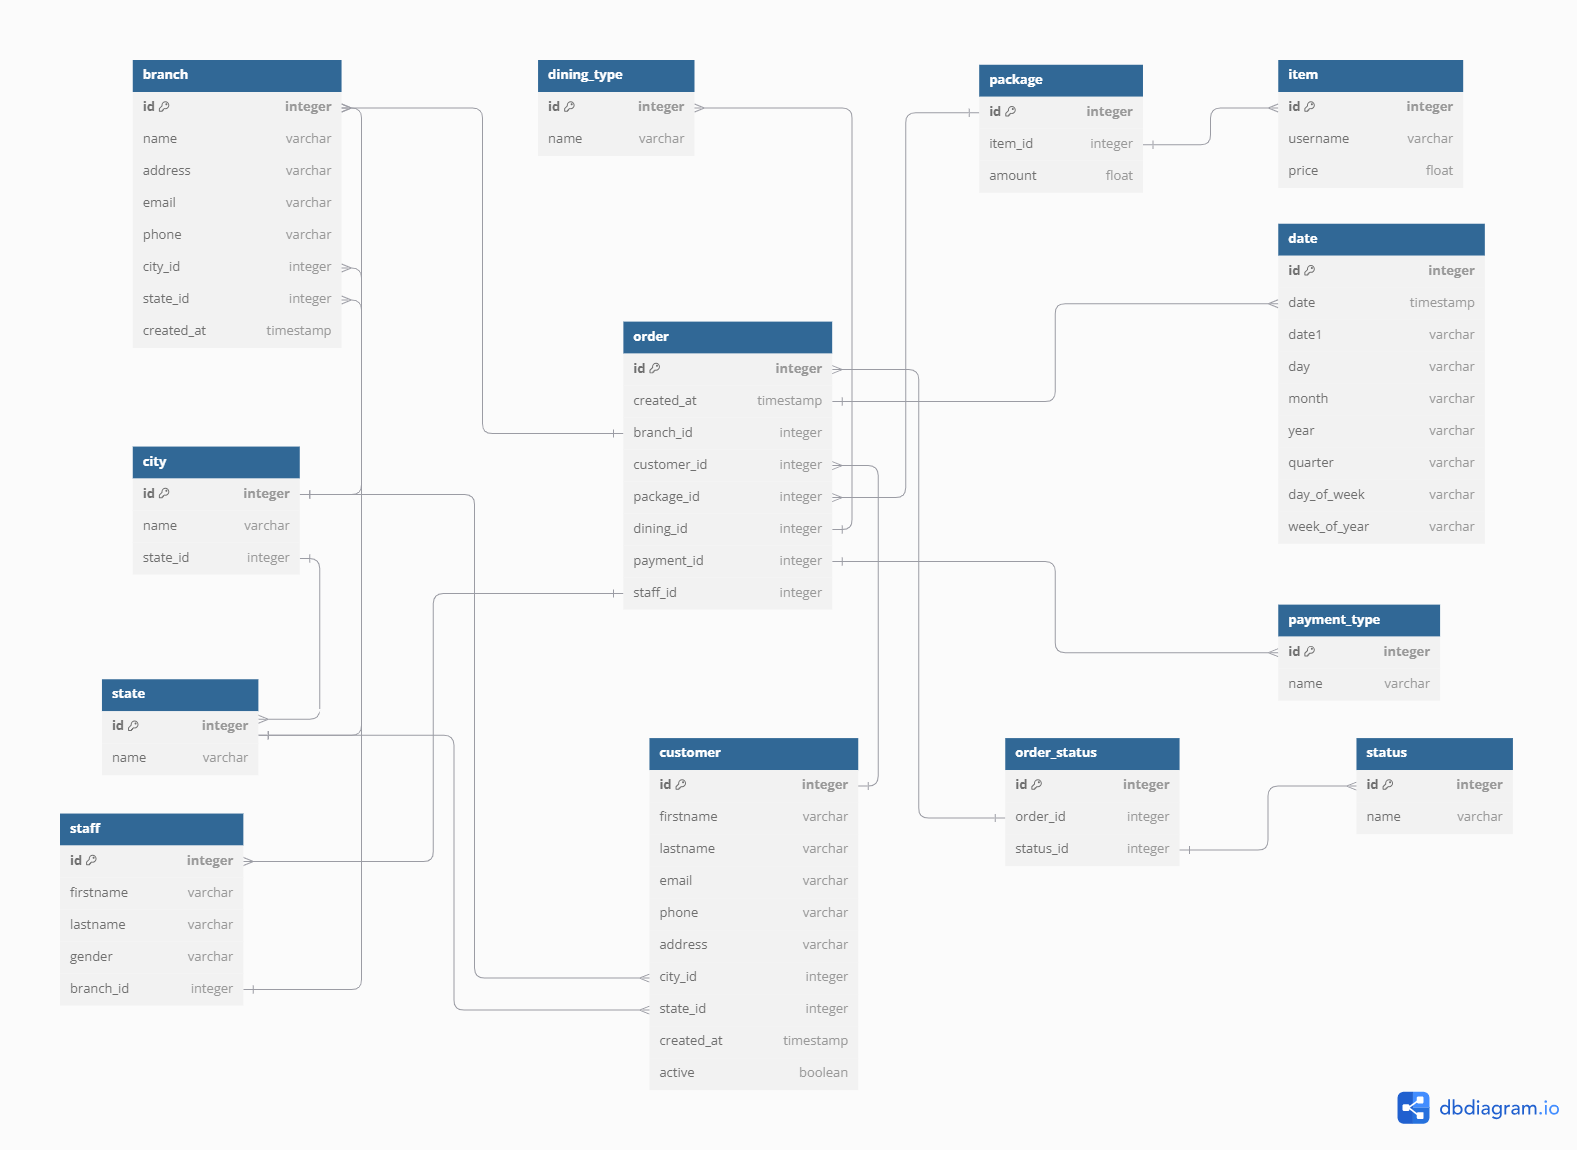 branch
id integer
name varchar
address varchar
email varchar
phone varchar
city_id integer
state_id integer
created_at timestamp
dining_type
id integer
name varchar
package
id integer
item_id integer
amount float
item
id integer
username varchar
price float
date
id integer
date timestamp
date1 varchar
day varchar
month varchar
year varchar
quarter varchar
day_of_week varchar
week_of_year varchar
order
id integer
created_at timestamp
branch_id integer
customer_id integer
package_id integer
dining_id integer
payment_id integer
staff_id integer
city
id integer
name varchar
state_id integer
payment_type
id integer
name varchar
state
id integer
name varchar
customer
id integer
firstname varchar
lastname varchar
email varchar
phone varchar
address varchar
city_id integer
state_id integer
created_at timestamp
active boolean
order_status
id integer
order_id integer
status_id integer
status
id integer
name varchar
staff
id integer
firstname varchar
lastname varchar
gender varchar
branch_id integer
dbdiagram.io